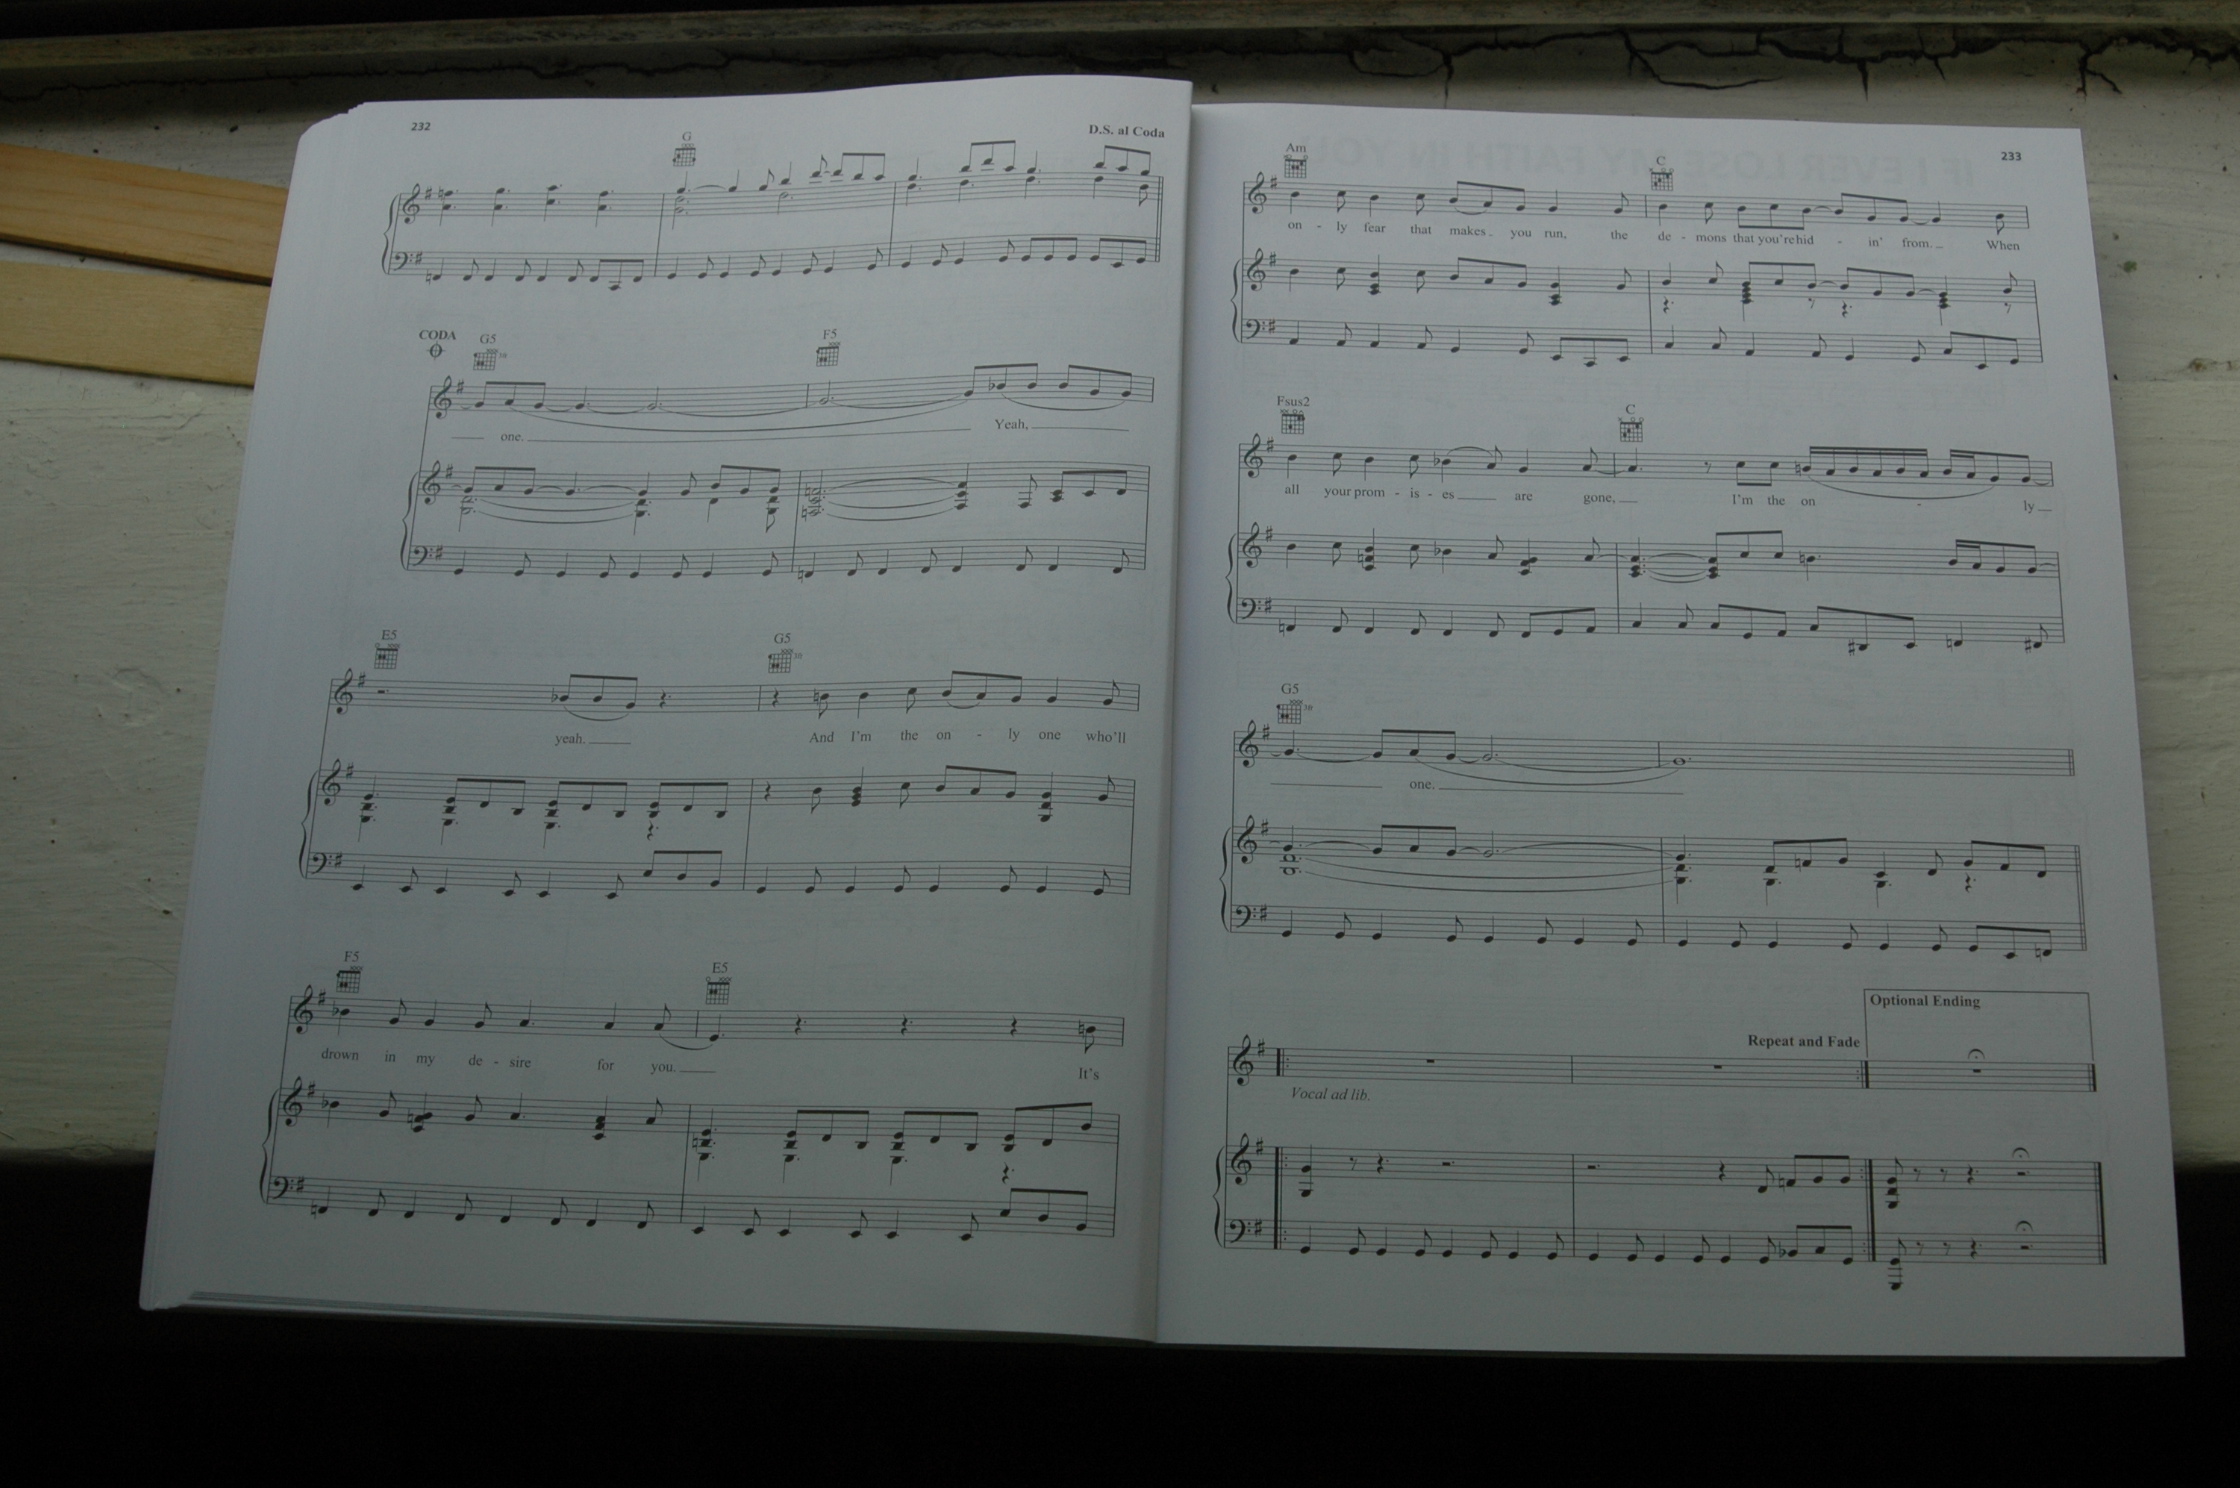 232
D.S. al Coda
G
CODA
G5 F5
3fr
one. Yeah,
E5 G5
3fr
yeah. And I'm the on - ly one who'll
F5 E5
drown in my de - sire for you. It's
233
Am C
on - ly fear that makes you run, the de - mons that you're hid - in' from. When
Fsus2 C
all your prom - is - es are gone, I'm the on - ly
G5
3fr
one.
Optional Ending
Repeat and Fade
Vocal ad lib.